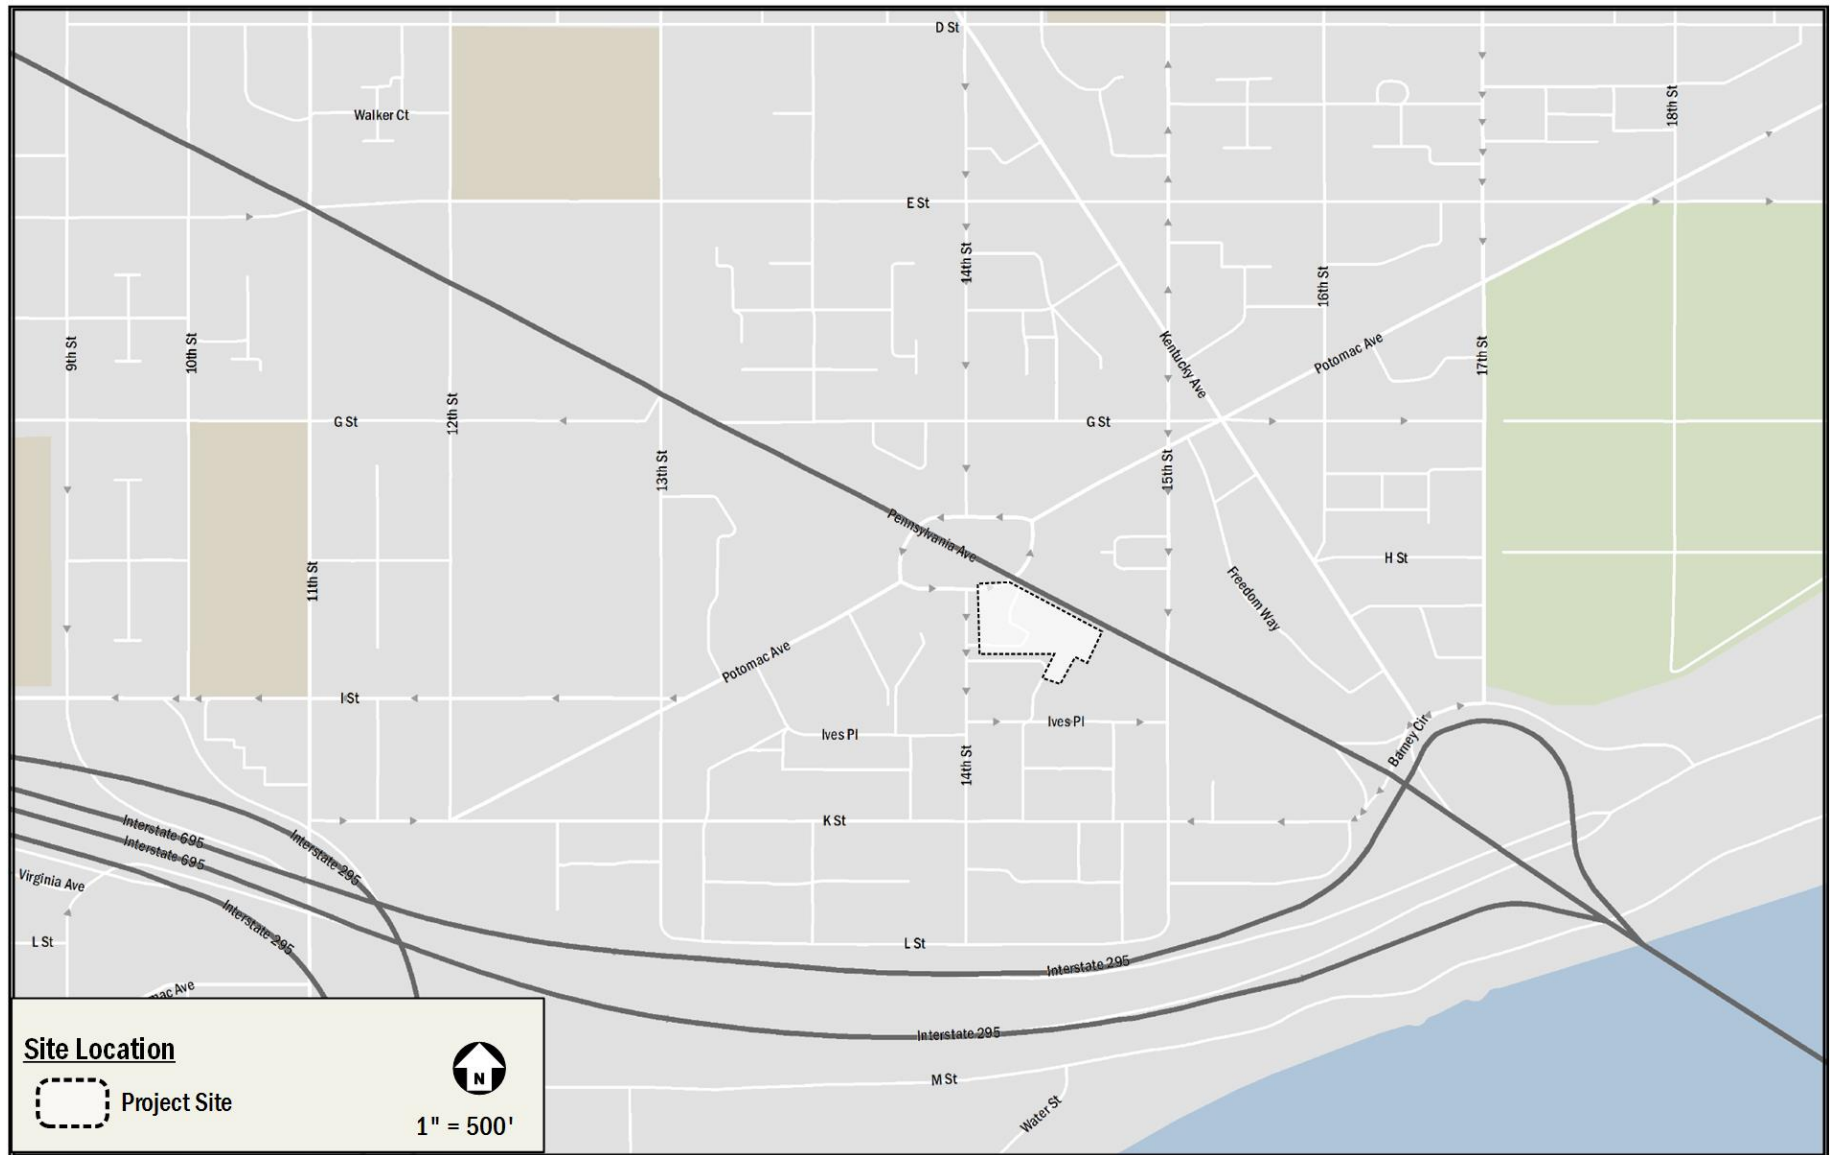 D St
Walker Ct
18th St
E St
14th St
16th St
9th St
10th St
Kentucky Ave
Potomac Ave
17th St
12th St
G St
G St
13th St
15th St
Pennsylvania Ave
H St
11th St
Freedom Way
Potomac Ave
I St
Ives Pl
Ives Pl
14th St
Barney Cir
K St
Interstate 695
Interstate 695
Interstate 295
Virginia Ave
Interstate 295
L St
L St
Interstate 295
mac Ave
Interstate 295
M St
Water St
Site Location
Project Site
N
1" = 500'